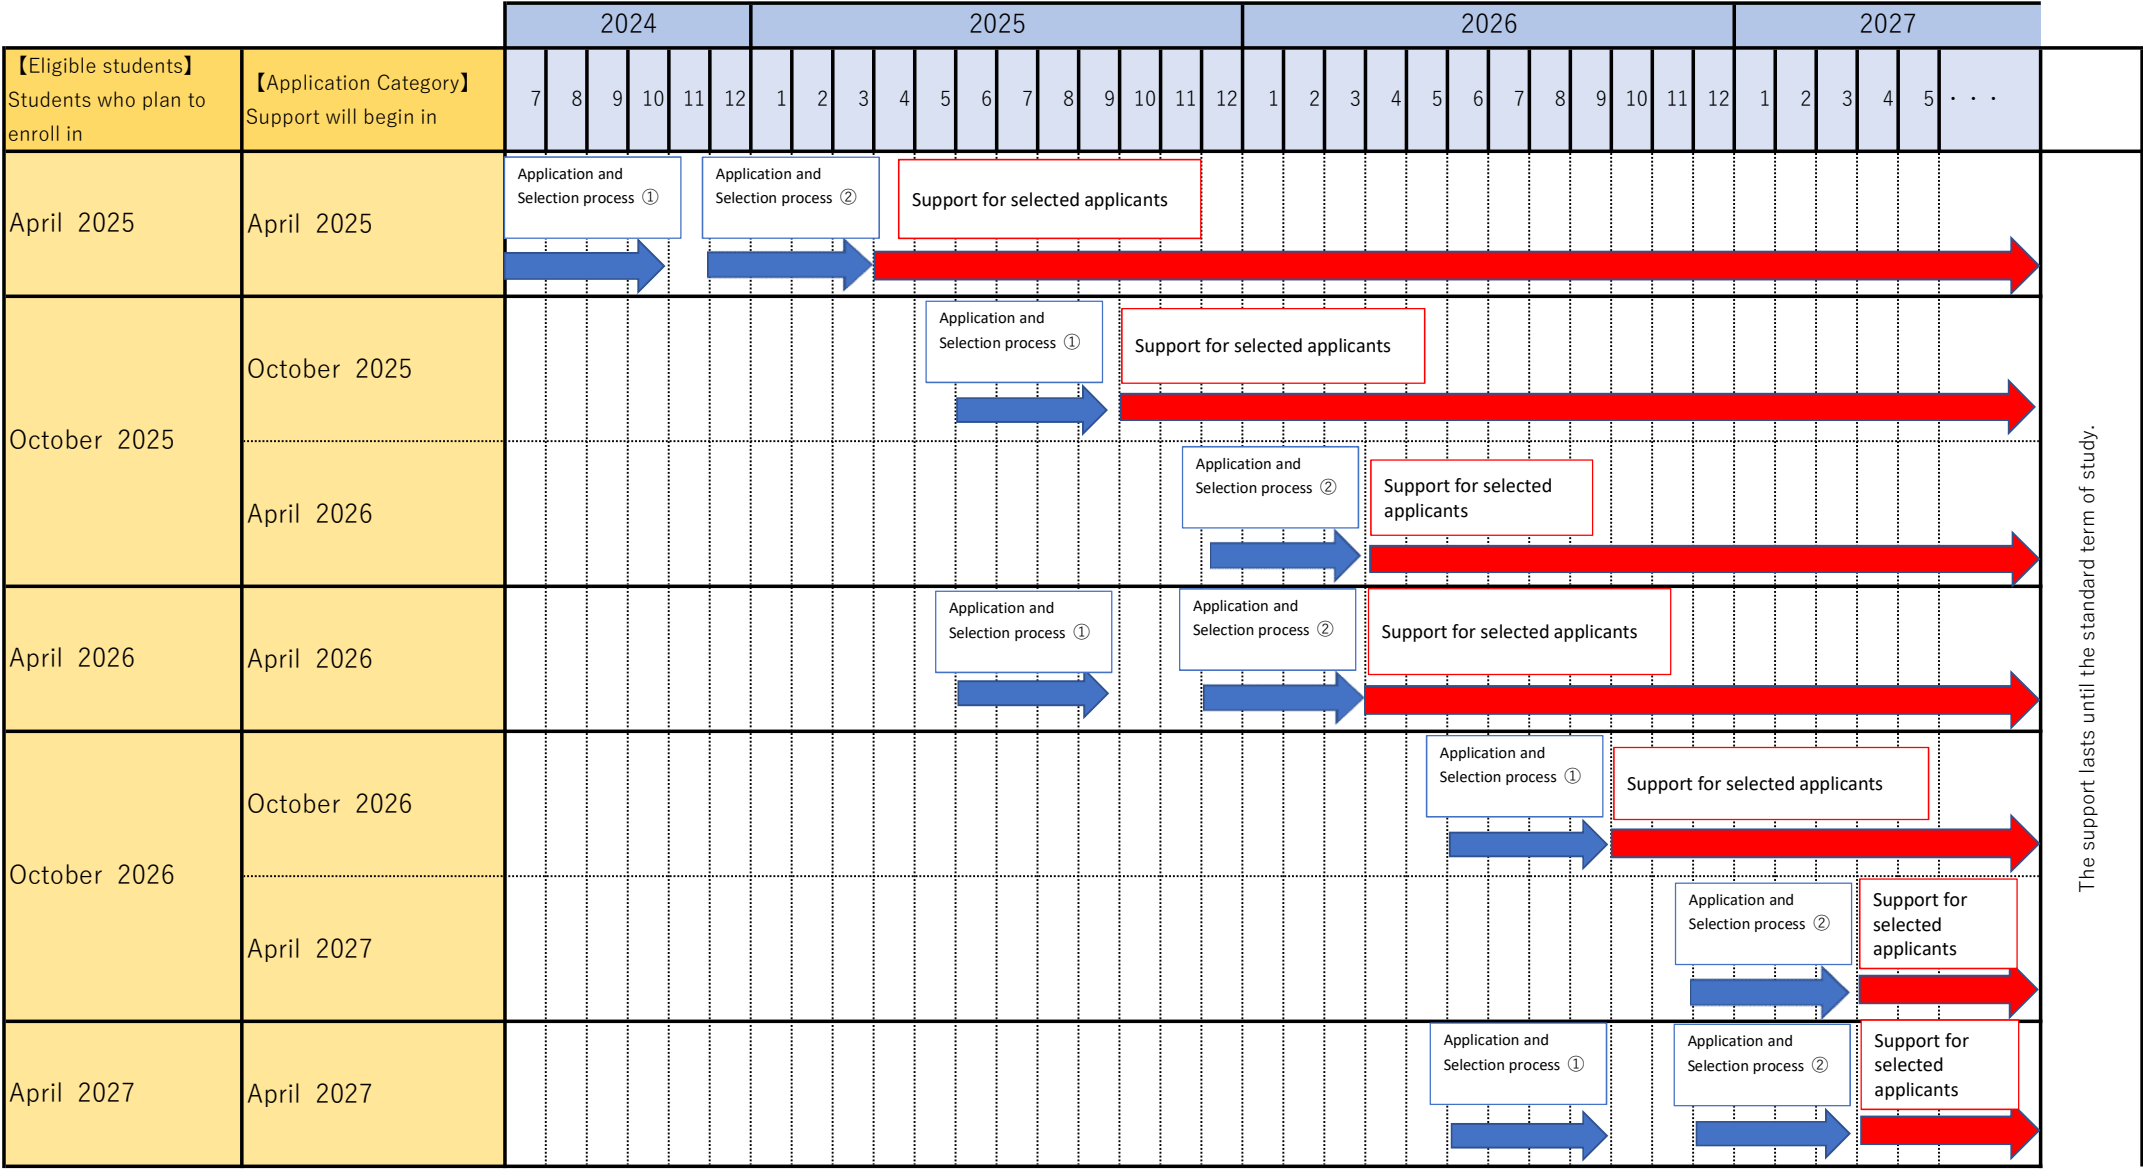 2024 2025 2026 2027
【Eligible students】
Students who plan to
enroll in
【Application Category】
Support will begin in
7 8 9 10 11 12 1 2 3 4 5 6 7 8 9 10 11 12 1 2 3 4 5 6 7 8 9 10 11 12 1 2 3 4 5 ・・・
April 2025
April 2025
Application and
Selection process ①
Application and
Selection process ②
Support for selected applicants
October 2025
October 2025
Application and
Selection process ①
Support for selected applicants
April 2026
Application and
Selection process ②
Support for selected
applicants
April 2026
April 2026
Application and
Selection process ①
Application and
Selection process ②
Support for selected applicants
October 2026
October 2026
Application and
Selection process ①
Support for selected applicants
April 2027
Application and
Selection process ②
Support for
selected
applicants
April 2027
April 2027
Application and
Selection process ①
Application and
Selection process ②
Support for
selected
applicants
The support lasts until the standard term of study.